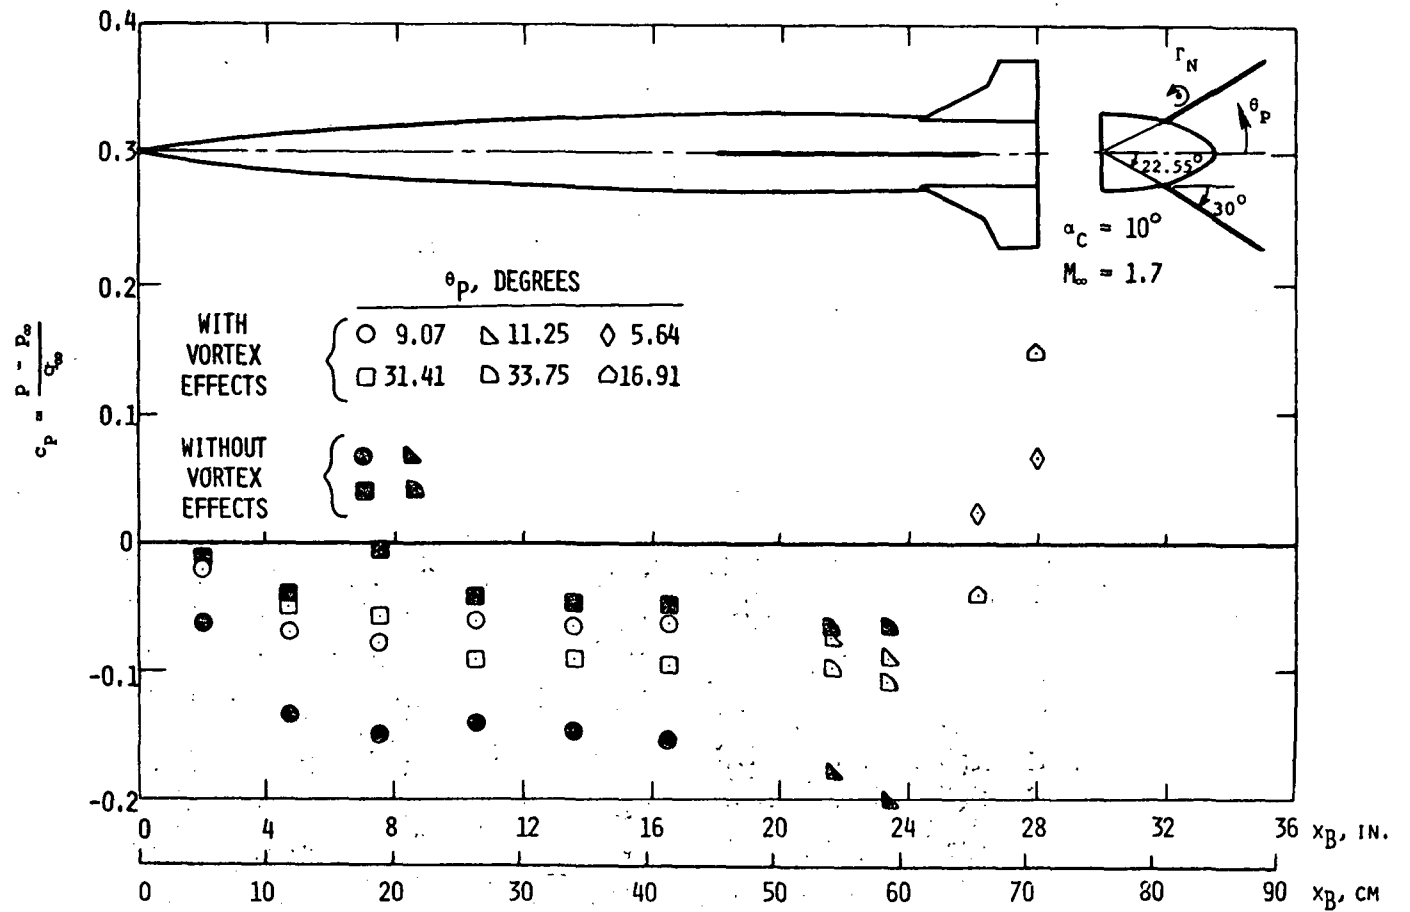 0.4
0.3
0.2
0.1
0
-0.1
-0.2
c_P = (p - p∞) / q∞
Γ_N
θ_P
22.55°
30°
α_C = 10°
M∞ = 1.7
θ_P, DEGREES
WITH
VORTEX
EFFECTS
9.07 11.25 5.64
31.41 33.75 16.91
WITHOUT
VORTEX
EFFECTS
0 4 8 12 16 20 24 28 32 36 X_B, IN.
0 10 20 30 40 50 60 70 80 90 X_B, CM